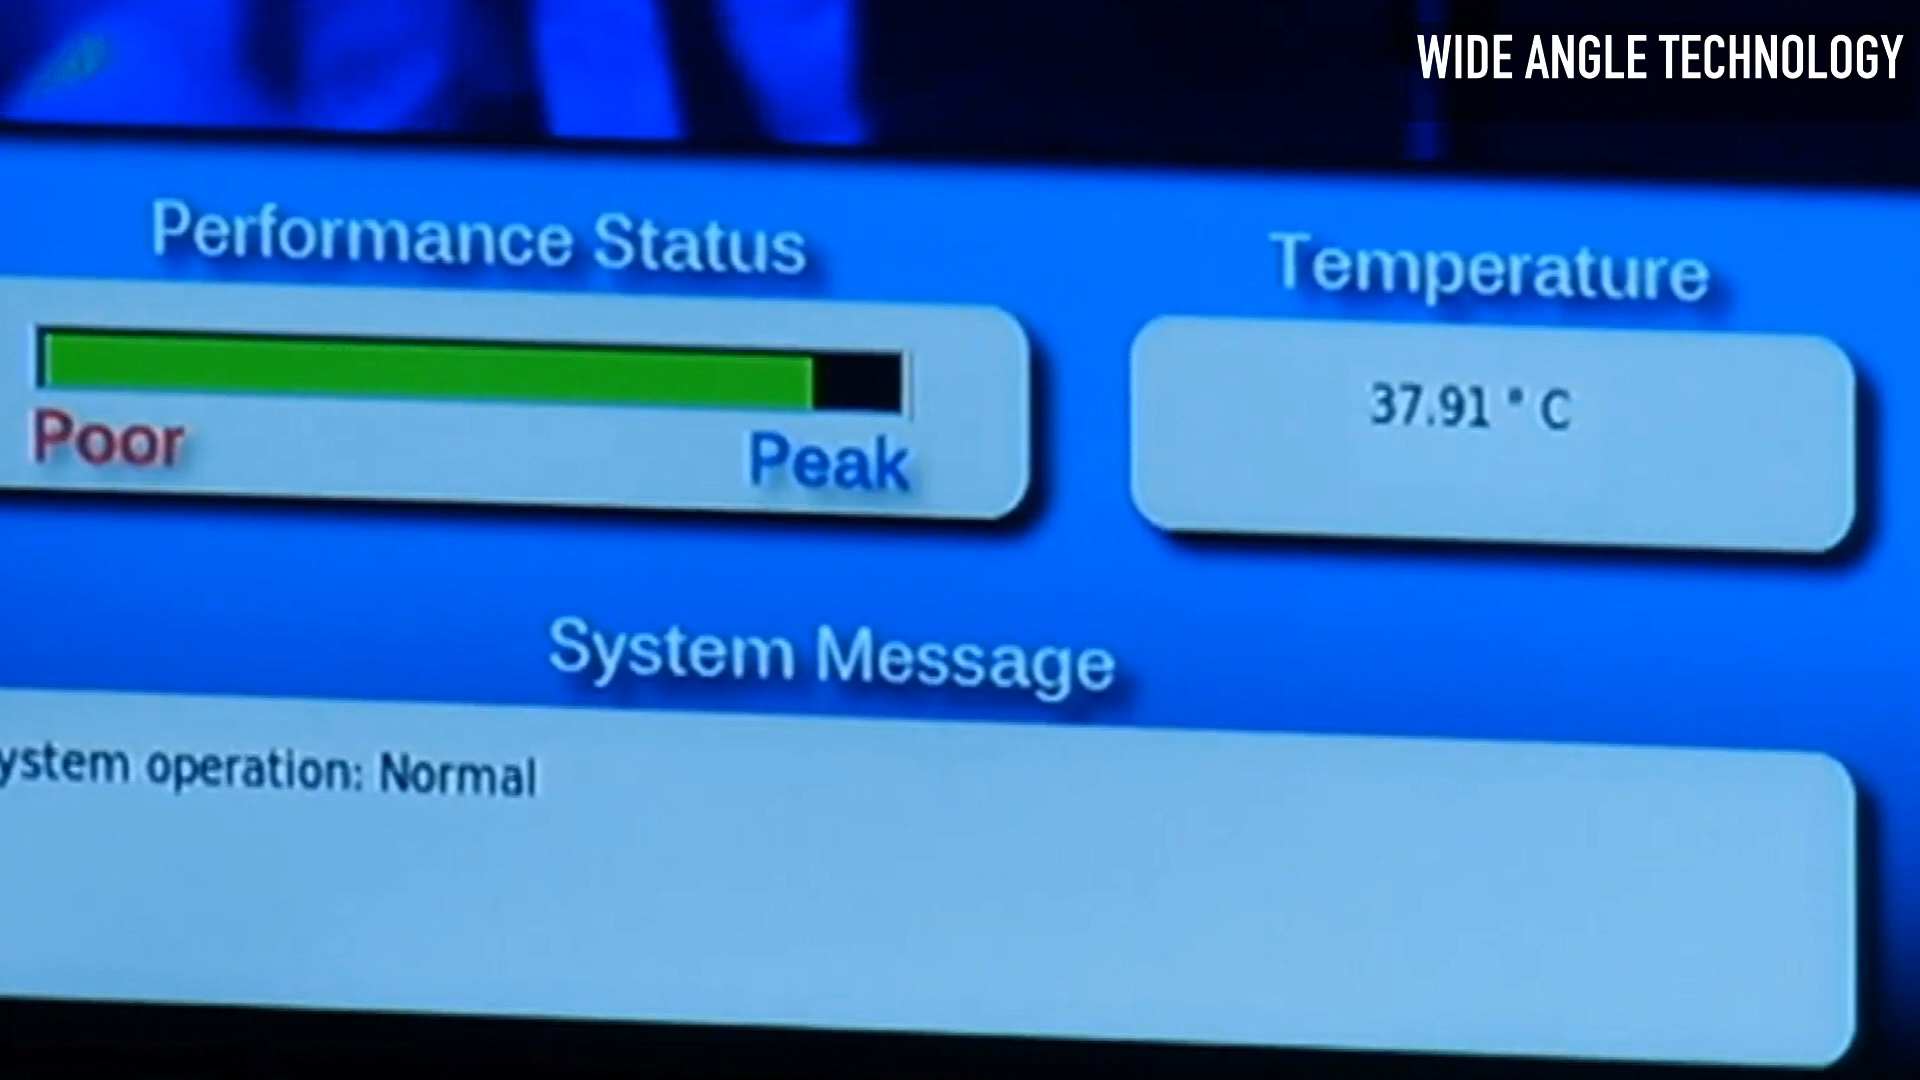 WIDE ANGLE TECHNOLOGY
Performance Status
Temperature
Poor
Peak
37.91 ° C
System Message
ystem operation: Normal